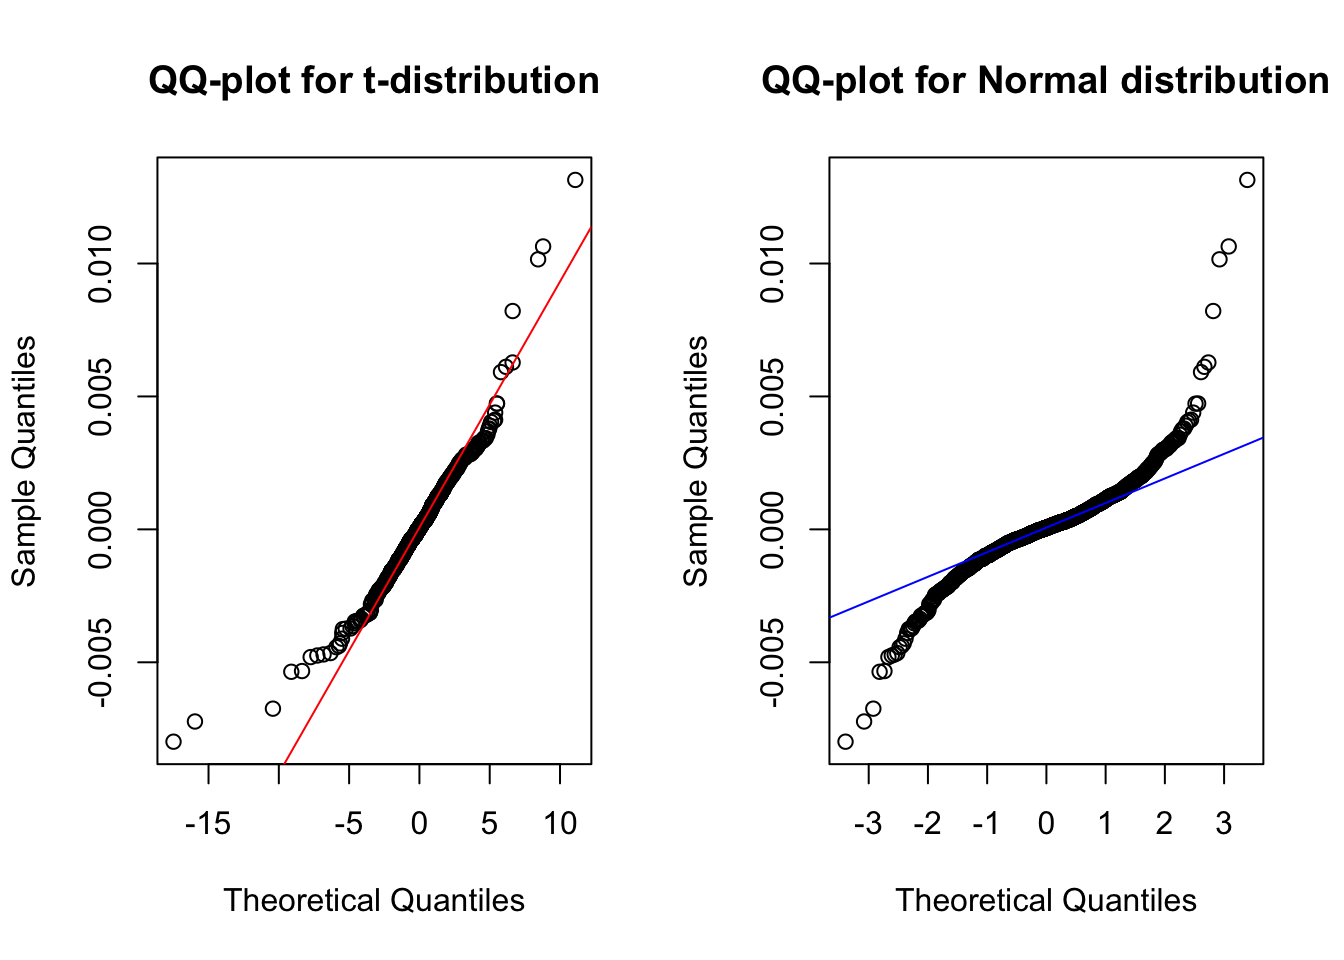 QQ-plot for t-distribution
Sample Quantiles
0.010
0.005
0.000
-0.005
-15 -5 0 5 10
Theoretical Quantiles
QQ-plot for Normal distribution
Sample Quantiles
0.010
0.005
0.000
-0.005
-3 -2 -1 0 1 2 3
Theoretical Quantiles